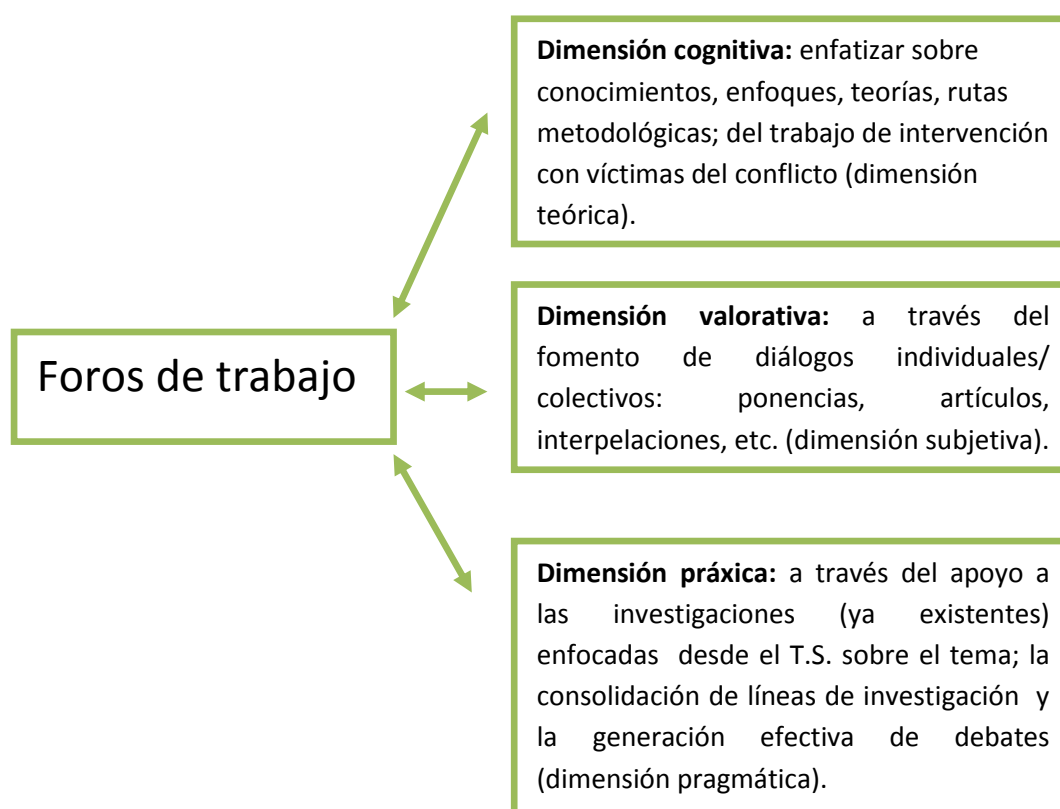 Foros de trabajo
Dimensión cognitiva: enfatizar sobre
conocimientos, enfoques, teorías, rutas
metodológicas; del trabajo de intervención
con víctimas del conflicto (dimensión
teórica).
Dimensión valorativa: a través del
fomento de diálogos individuales/
colectivos: ponencias, artículos,
interpelaciones, etc. (dimensión subjetiva).
Dimensión práxica: a través del apoyo a
las investigaciones (ya existentes)
enfocadas desde el T.S. sobre el tema; la
consolidación de líneas de investigación y
la generación efectiva de debates
(dimensión pragmática).